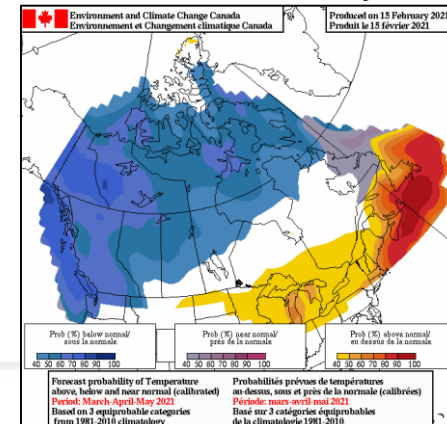 Environment and Climate Change Canada
Environnement et Changement climatique Canada
Produced on 15 February 2021
Produit le 15 février 2021
Prob (%) below normal/
sous la normale
40 50 60 70 80 90 100
Prob (%) near normal/
près de la normale
40 50 60 70 80 90 100
Prob (%) above normal/
au dessus de la normale
40 50 60 70 80 90 100
Forecast probability of Temperature
above, below and near normal (calibrated)
Period: March-April-May 2021
Based on 3 equiprobable categories
from 1981-2010 climatology
Probabilités prévues de températures
au-dessus, sous et près de la normale (calibrées)
Période: mars-avril-mai 2021
Basé sur 3 catégories équiprobables
de la climatologie 1981-2010